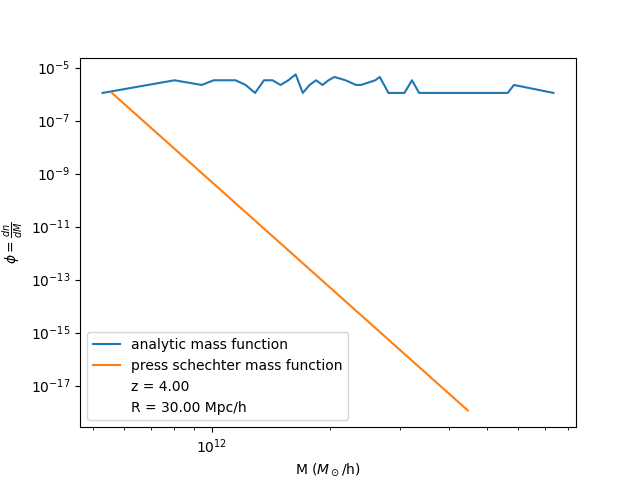 10⁻⁵
10⁻⁷
10⁻⁹
10⁻¹¹
10⁻¹³
10⁻¹⁵
10⁻¹⁷
ϕ = dn/dM
analytic mass function
press schechter mass function
z = 4.00
R = 30.00 Mpc/h
10¹²
M (M⊙/h)